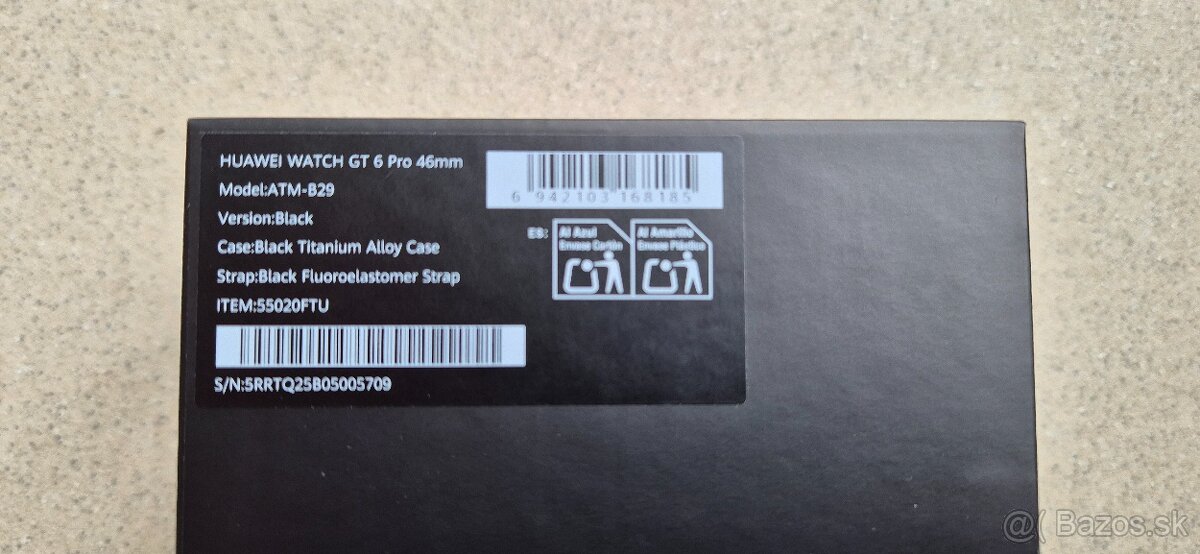 HUAWEI WATCH GT 6 Pro 46mm
Model:ATM-B29
Version:Black
Case:Black Titanium Alloy Case
Strap:Black Fluoroelastomer Strap
ITEM:55020FTU
S/N:5RRTQ25B05005709
6 942103 168185
ES:
Al Azul
Envase Cartón
Al Amarillo
Envase Plástico
@( Bazos.sk